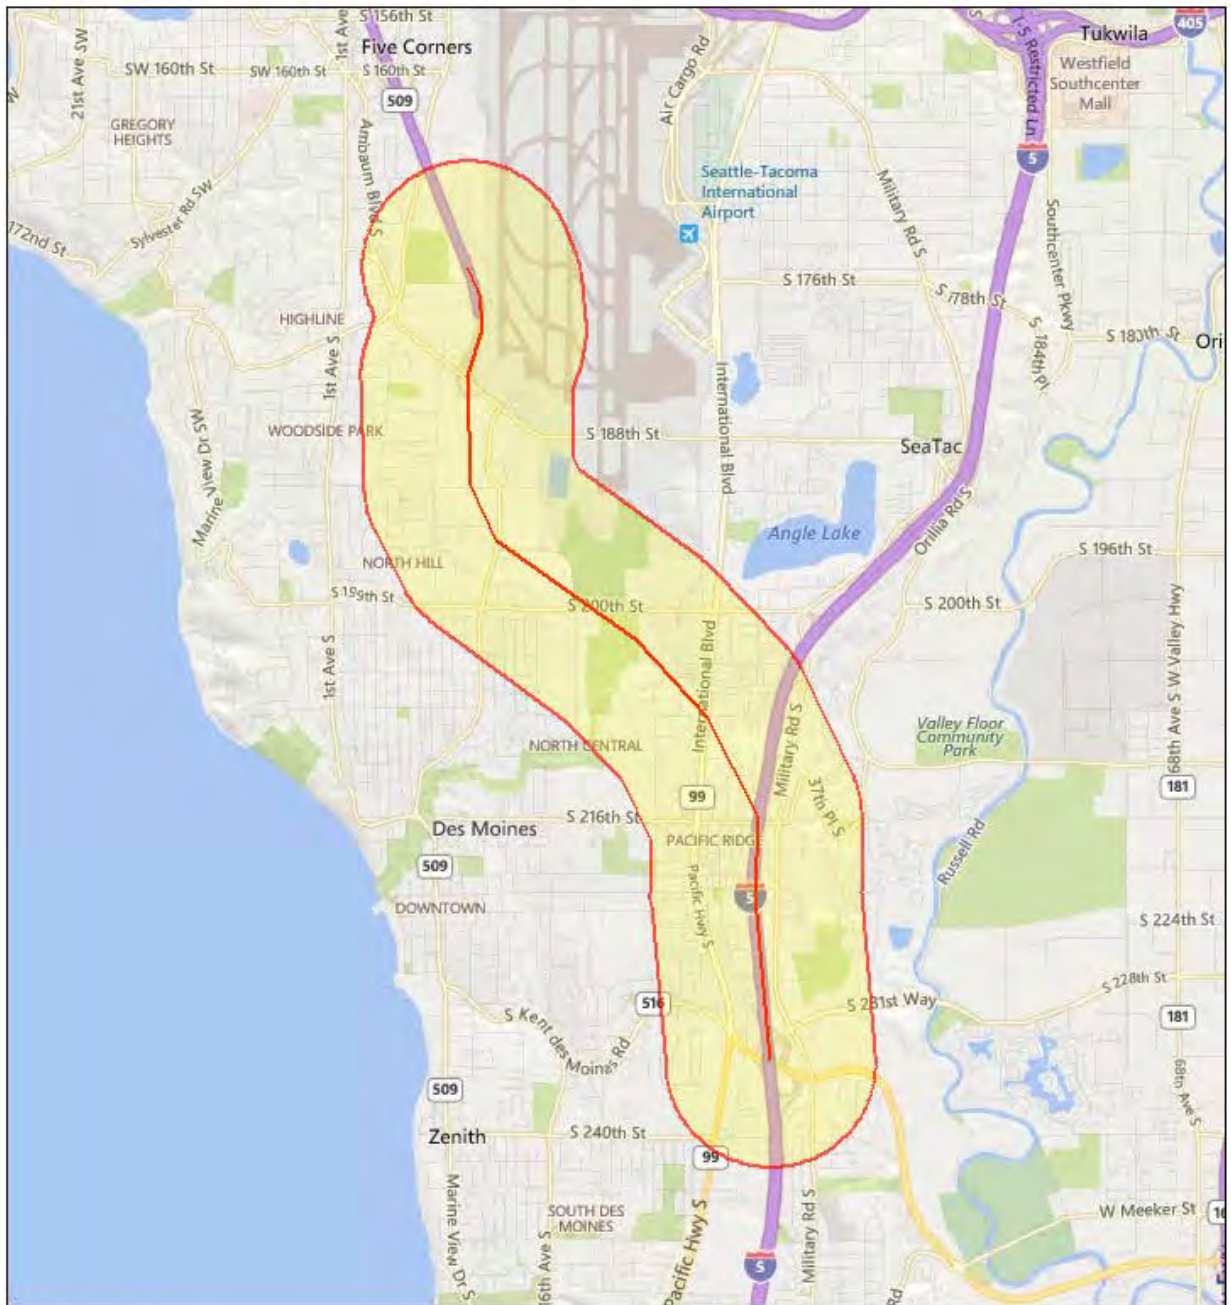 S 156th St
1st Ave
Five Corners
21st Ave SW
SW 160th St
SW 160th St
S 160th St
509
GREGORY
HEIGHTS
Ambaum Blvd S
Air Cargo Rd
I-5 Restricted Ln
Tukwila
405
Westfield
Southcenter
Mall
5
Seattle-Tacoma
International
Airport
Military Rd S
Southcenter Pkwy
172nd St
Sylvester Rd SW
S 176th St
S 178th St
S 180th St
Ori
S 184th Pl
HIGHLINE
1st Ave S
International Blvd
WOODSIDE PARK
S 188th St
SeaTac
Marine View Dr SW
Orillia Rd S
Angle Lake
S 196th St
NORTH HILL
S 199th St
S 200th St
S 200th St
1st Ave S
International Blvd
68th Ave S W Valley Hwy
Military Rd S
Valley Floor
Community
Park
NORTH CENTRAL
99
37th Pl S
181
S 216th St
Des Moines
PACIFIC RIDGE
Russell Rd
509
Pacific Hwy S
5
DOWNTOWN
S 224th St
S 228th St
516
S 231st Way
S Kent des Moines Rd
181
68th Ave S
509
Zenith
S 240th St
99
Marine View Dr S
SOUTH DES
MOINES
16th Ave S
Pacific Hwy S
Military Rd S
W Meeker St
5
Rd